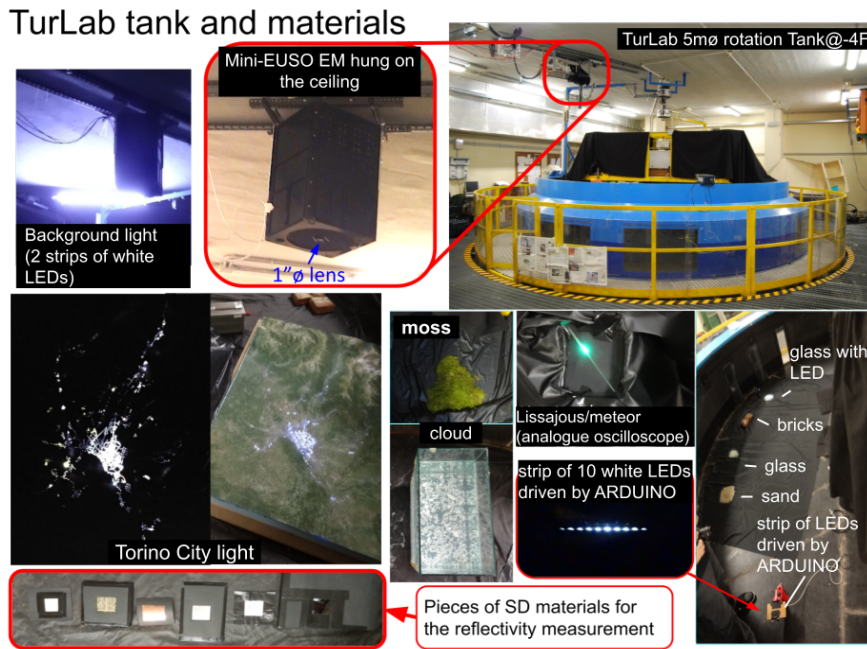 TurLab tank and materials
Mini-EUSO EM hung on
the ceiling
TurLab 5mø rotation Tank@-4F
Background light
(2 strips of white
LEDs)
1”ø lens
moss
cloud
Lissajous/meteor
(analogue oscilloscope)
strip of 10 white LEDs
driven by ARDUINO
glass with
LED
bricks
glass
sand
strip of LEDs
driven by
ARDUINO
Torino City light
Pieces of SD materials for
the reflectivity measurement